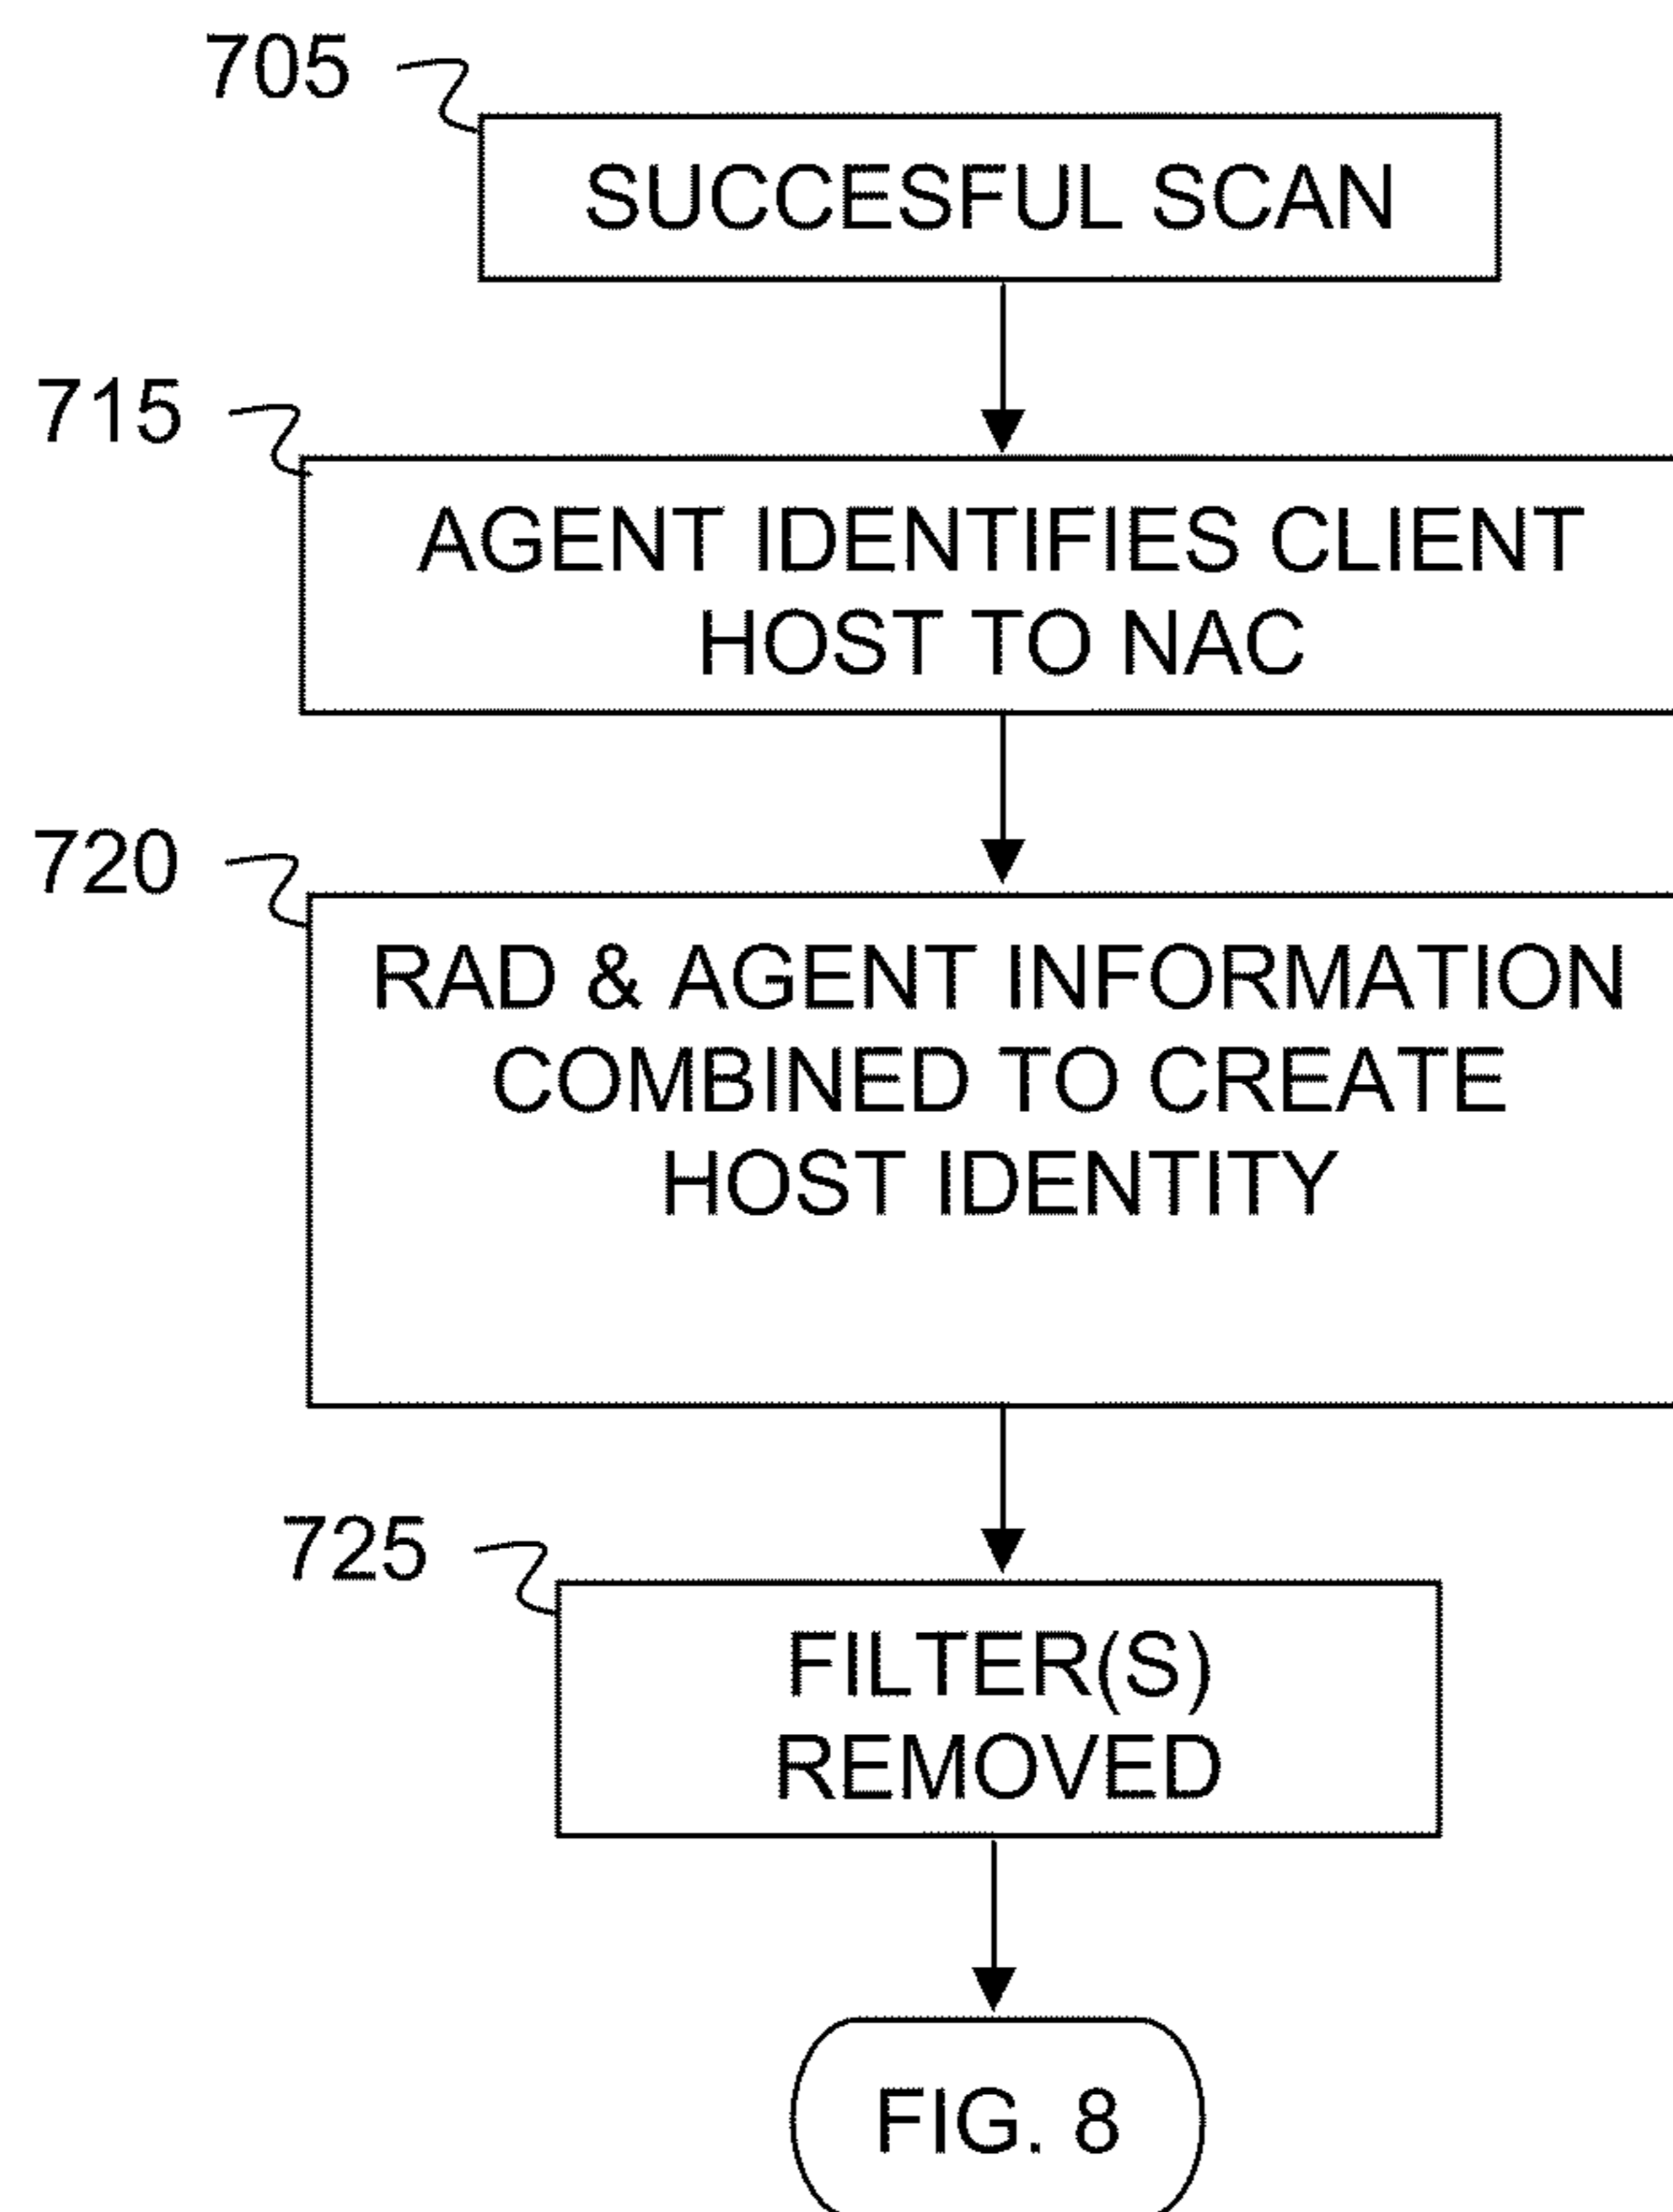 705
SUCCESFUL SCAN
715
AGENT IDENTIFIES CLIENT
HOST TO NAC
720
RAD & AGENT INFORMATION
COMBINED TO CREATE
HOST IDENTITY
725
FILTER(S)
REMOVED
FIG. 8